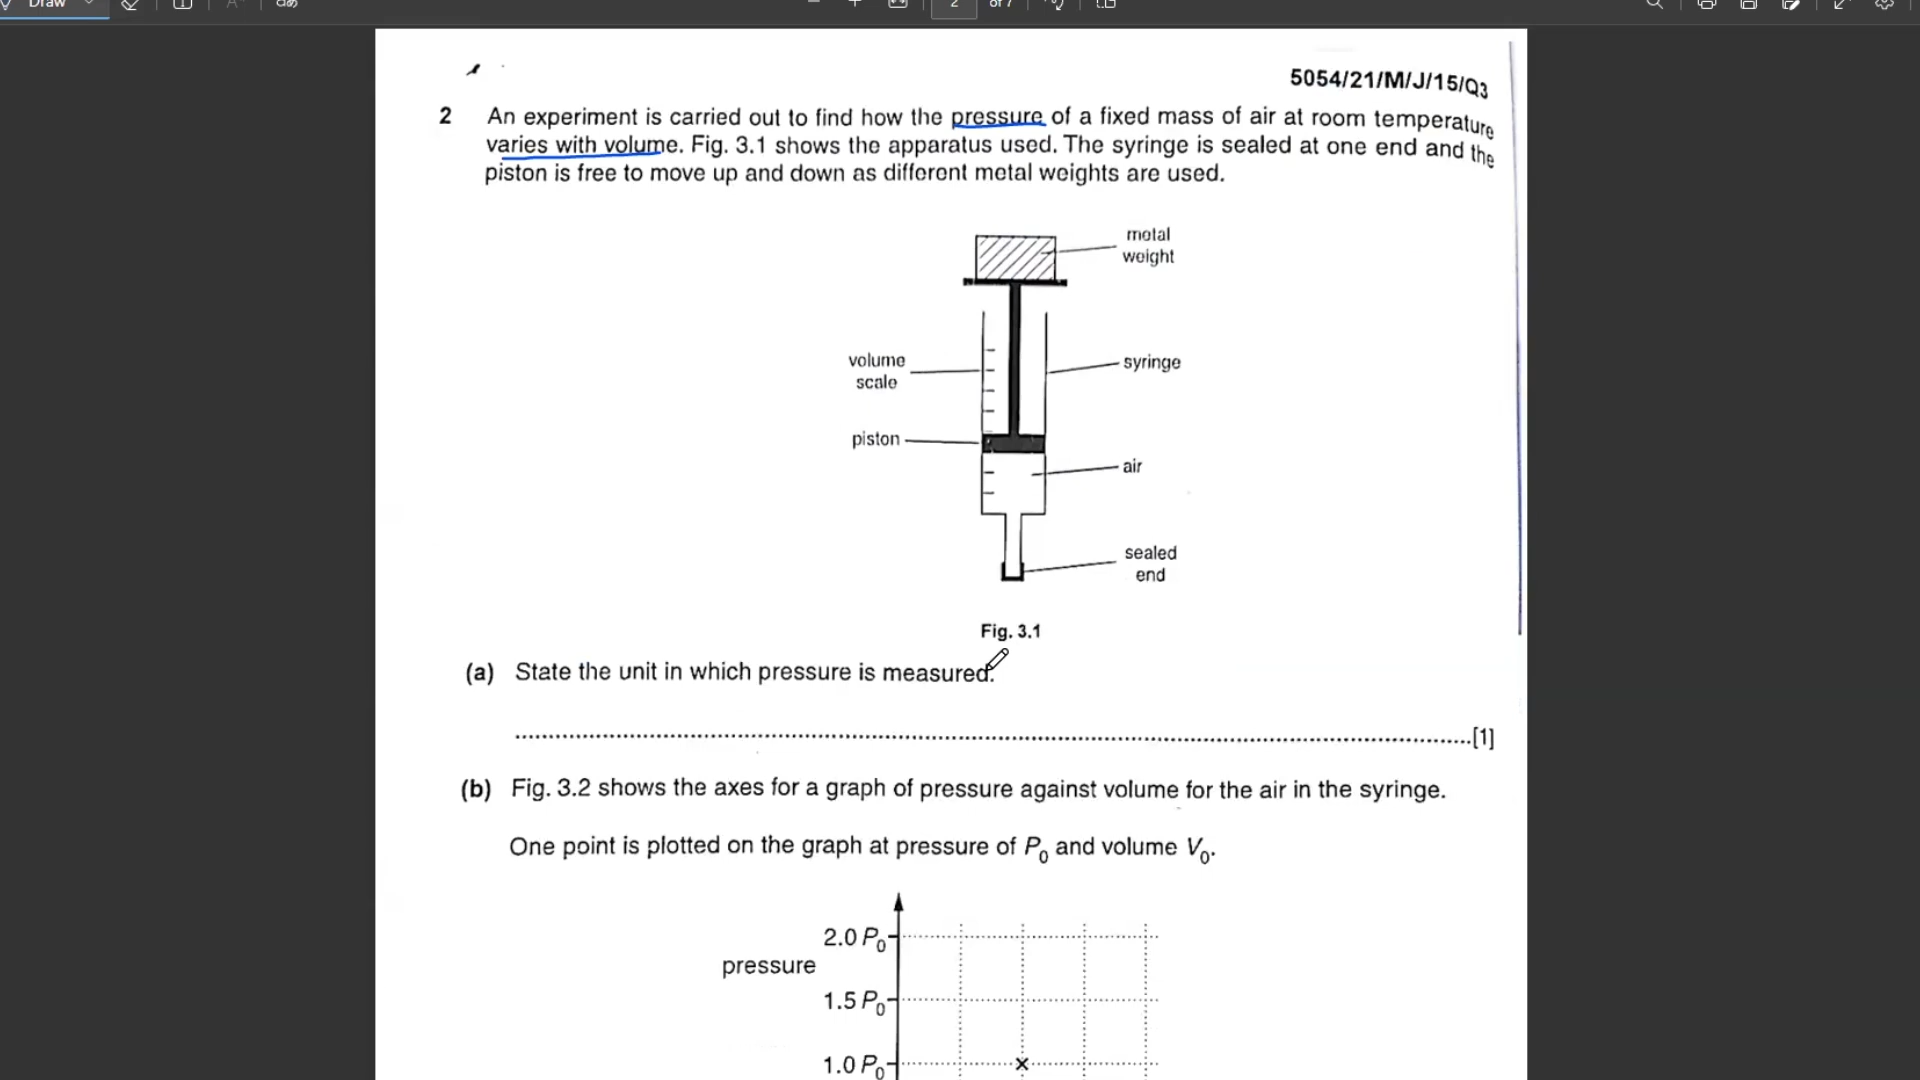 Draw
2
of 7
5054/21/M/J/15/Q3
2 An experiment is carried out to find how the pressure of a fixed mass of air at room temperature
varies with volume. Fig. 3.1 shows the apparatus used. The syringe is sealed at one end and the
piston is free to move up and down as different metal weights are used.
metal
weight
volume
scale
syringe
piston
air
sealed
end
Fig. 3.1
(a) State the unit in which pressure is measured.
[1]
(b) Fig. 3.2 shows the axes for a graph of pressure against volume for the air in the syringe.
One point is plotted on the graph at pressure of P0 and volume V0.
2.0 P0
pressure
1.5 P0
1.0 P0